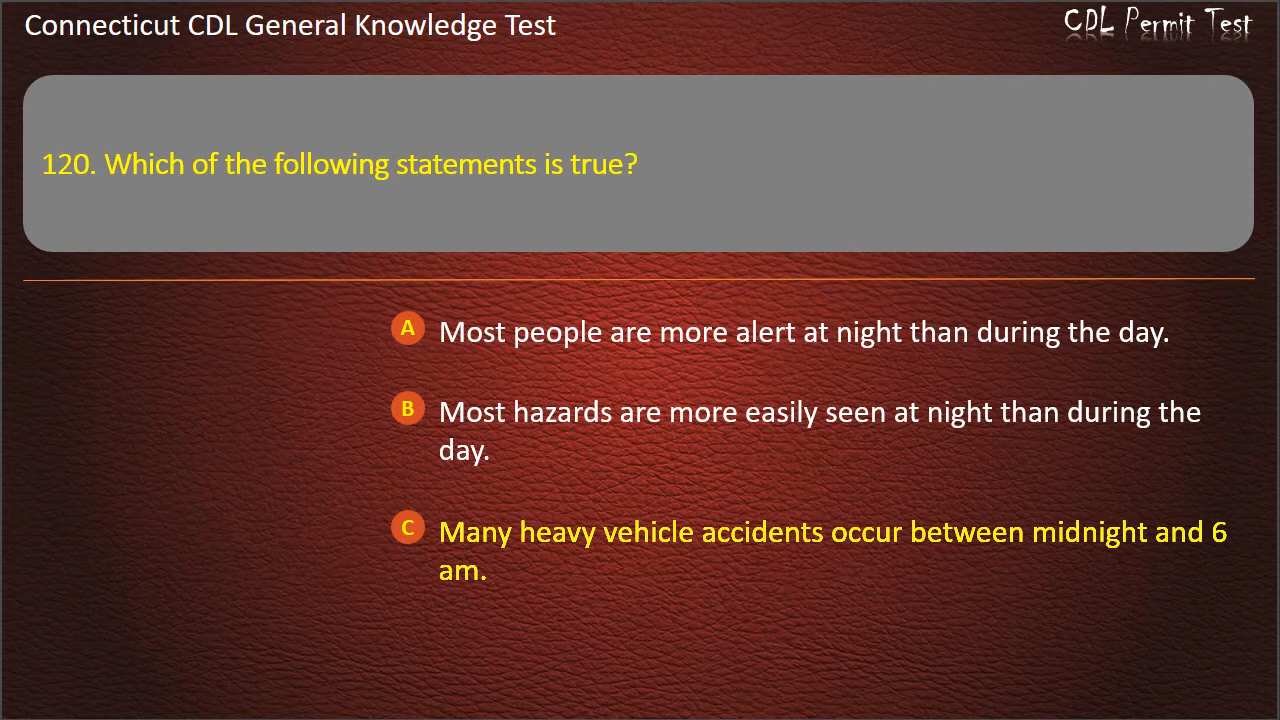 Connecticut CDL General Knowledge Test
CDL Permit Test
120. Which of the following statements is true?
A Most people are more alert at night than during the day.
B Most hazards are more easily seen at night than during the
day.
C Many heavy vehicle accidents occur between midnight and 6
am.